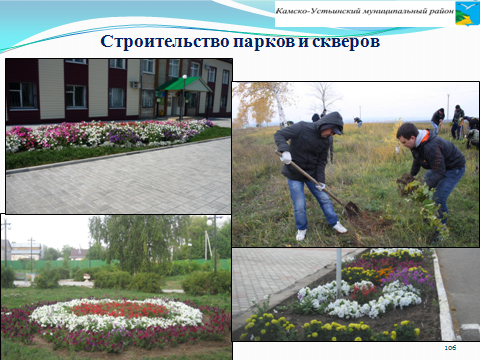 Камско-Устьинский муниципальный район
Строительство парков и скверов
106